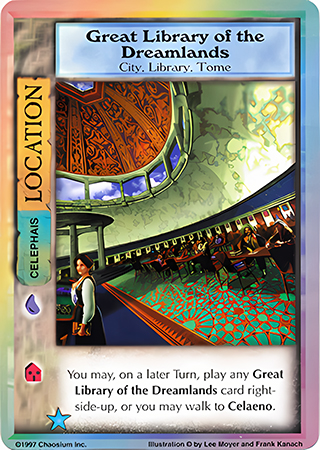 Great Library of the
Dreamlands
City, Library, Tome
LOCATION
CELEPHAIS
You may, on a later Turn, play any Great
Library of the Dreamlands card right-
side-up, or you may walk to Celaeno.
©1997 Chaosium Inc.
Illustration © by Lee Moyer and Frank Kanach